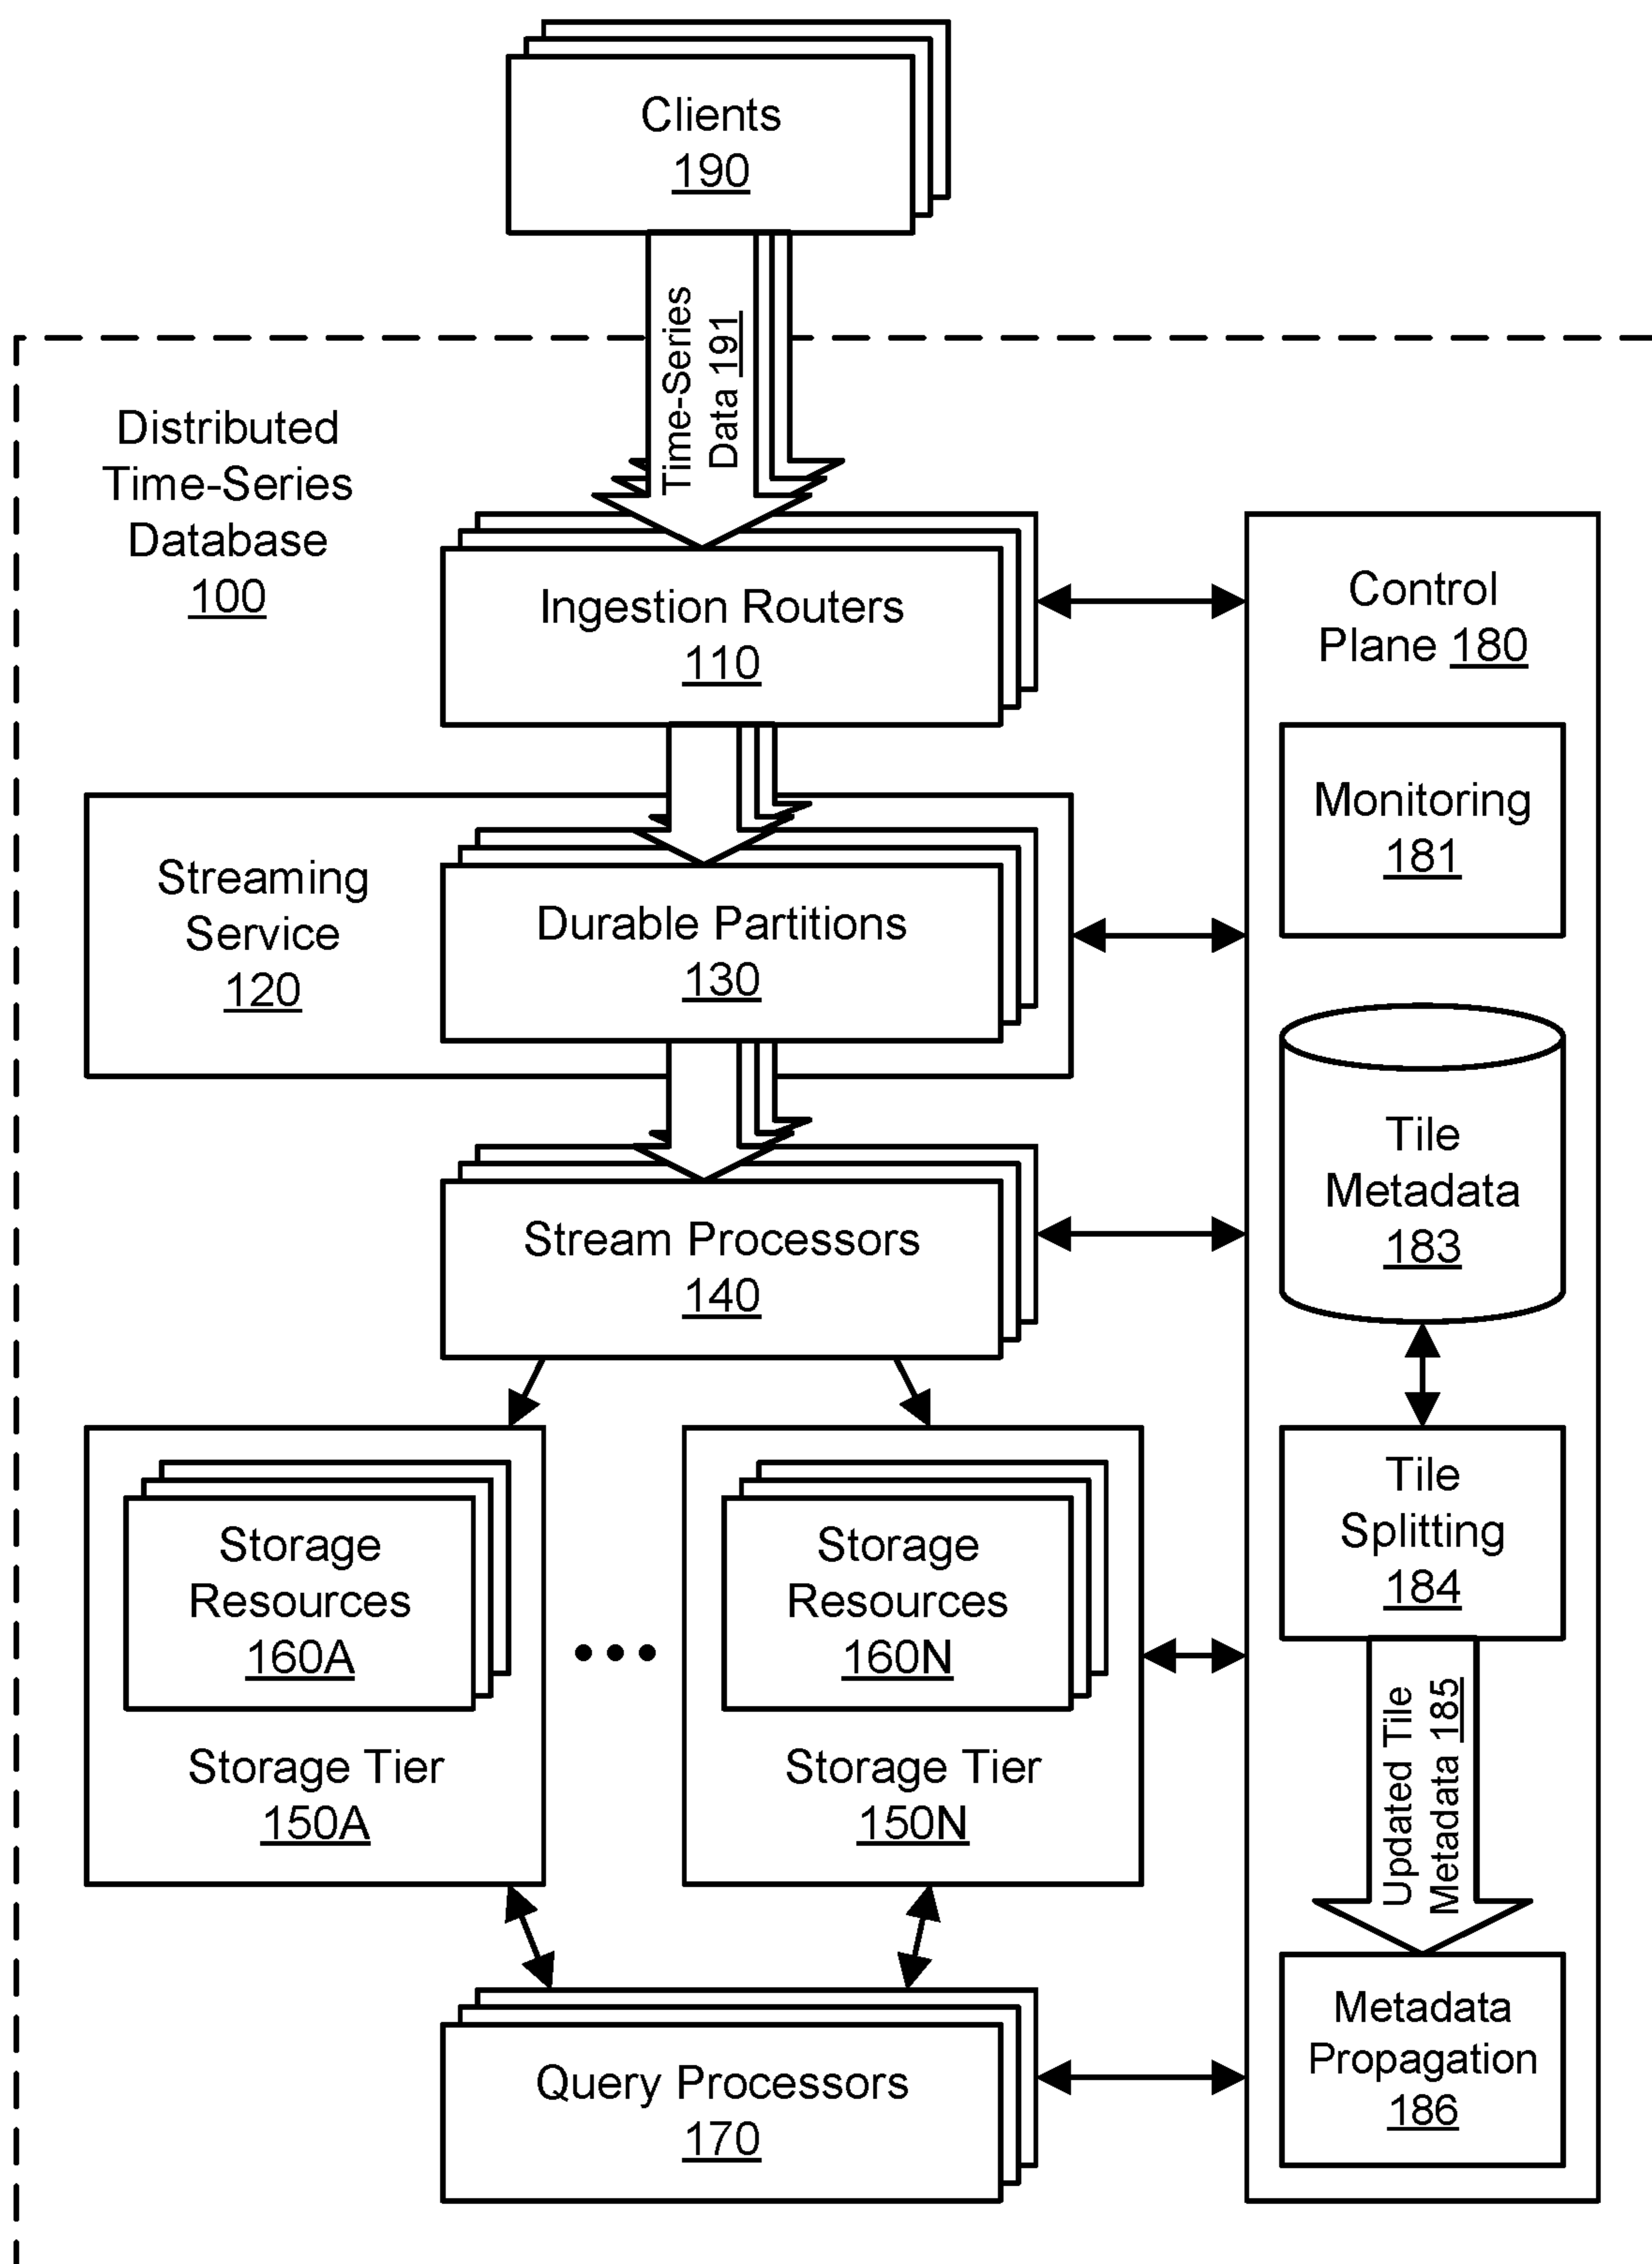 Clients
190
Time-Series
Data 191
Distributed
Time-Series
Database
100
Ingestion Routers
110
Control
Plane 180
Monitoring
181
Streaming
Service
120
Durable Partitions
130
Tile
Metadata
183
Stream Processors
140
Tile
Splitting
184
Storage
Resources
160A
Storage Tier
150A
Storage
Resources
160N
Storage Tier
150N
Updated Tile
Metadata 185
Metadata
Propagation
186
Query Processors
170